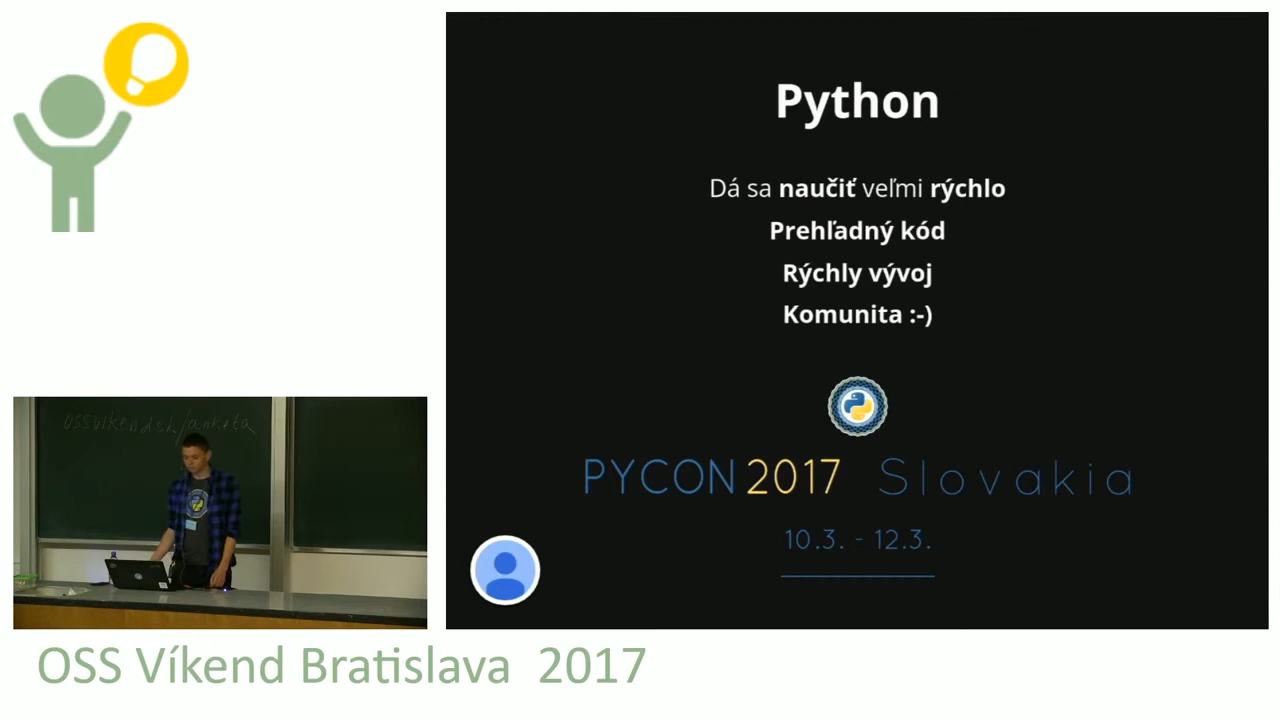 Python
Dá sa naučiť veľmi rýchlo
Prehľadný kód
Rýchly vývoj
Komunita :-)
PYCON 2017 Slovakia
10.3. - 12.3.
OSS Víkend Bratislava 2017